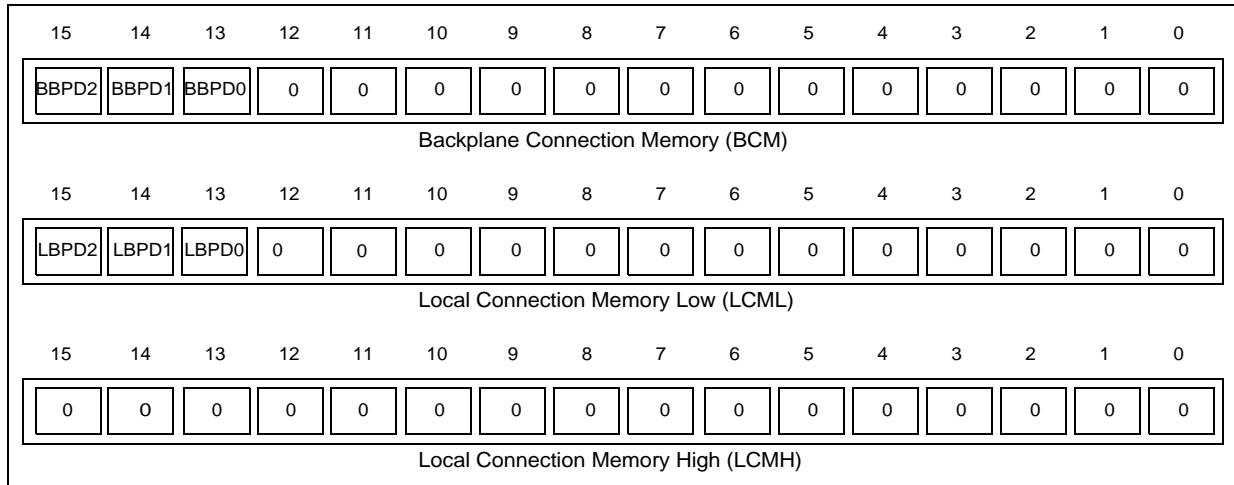 15 14 13 12 11 10 9 8 7 6 5 4 3 2 1 0
BBPD2 BBPD1 BBPD0 0 0 0 0 0 0 0 0 0 0 0 0 0
Backplane Connection Memory (BCM)
15 14 13 12 11 10 9 8 7 6 5 4 3 2 1 0
LBPD2 LBPD1 LBPD0 0 0 0 0 0 0 0 0 0 0 0 0 0
Local Connection Memory Low (LCML)
15 14 13 12 11 10 9 8 7 6 5 4 3 2 1 0
0 0 0 0 0 0 0 0 0 0 0 0 0 0 0 0
Local Connection Memory High (LCMH)